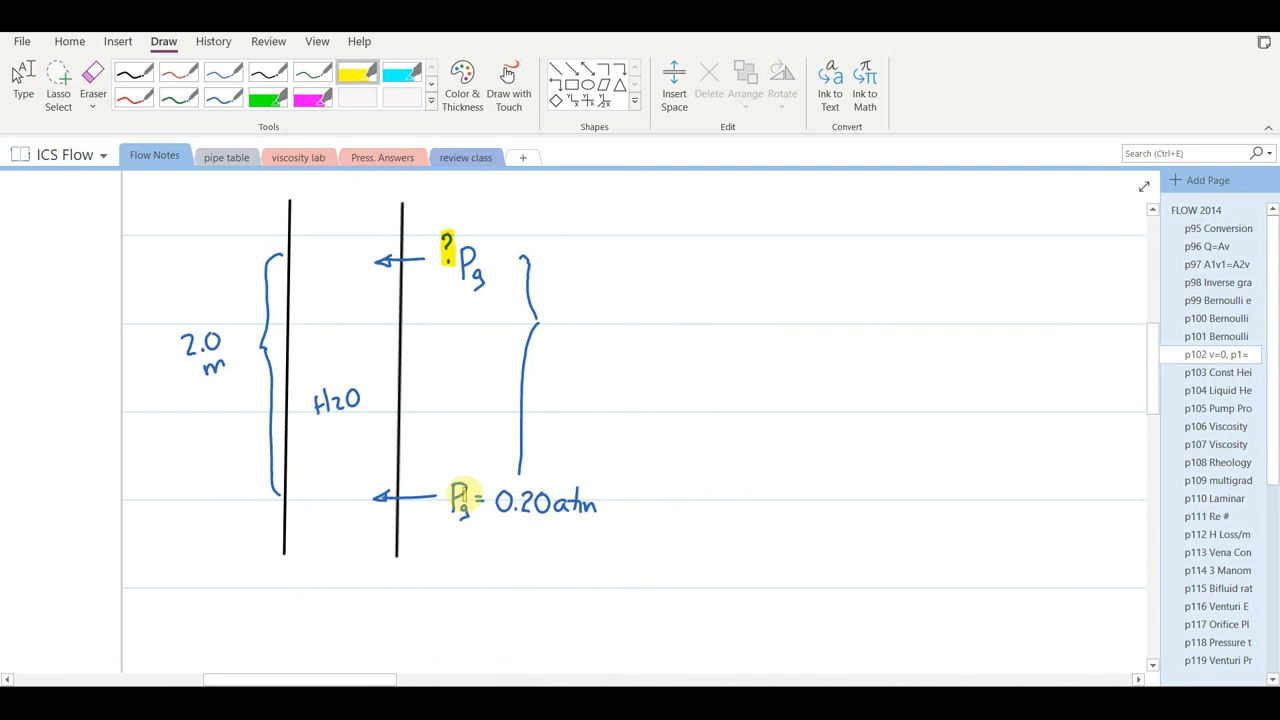 File Home Insert Draw History Review View Help
Type
Lasso Select
Eraser
Color & Thickness
Draw with Touch
Insert Space
Delete
Arrange
Rotate
Ink to Text
Ink to Math
Tools
Shapes
Edit
Convert
ICS Flow
Flow Notes
pipe table
viscosity lab
Press. Answers
review class
Search (Ctrl+E)
Add Page
FLOW 2014
p95 Conversion
p96 Q=Av
p97 A1v1=A2v
p98 Inverse gra
p99 Bernoulli e
p100 Bernoulli
p101 Bernoulli
p102 v=0, p1=
p103 Const Hei
p104 Liquid He
p105 Pump Pro
p106 Viscosity
p107 Viscosity
p108 Rheology
p109 multigrad
p110 Laminar
p111 Re #
p112 H Loss/m
p113 Vena Con
p114 3 Manom
p115 Bifluid rat
p116 Venturi E
p117 Orifice Pl
p118 Pressure t
p119 Venturi Pr
? Pg
2.0
m
H2O
Pg = 0.20 atm